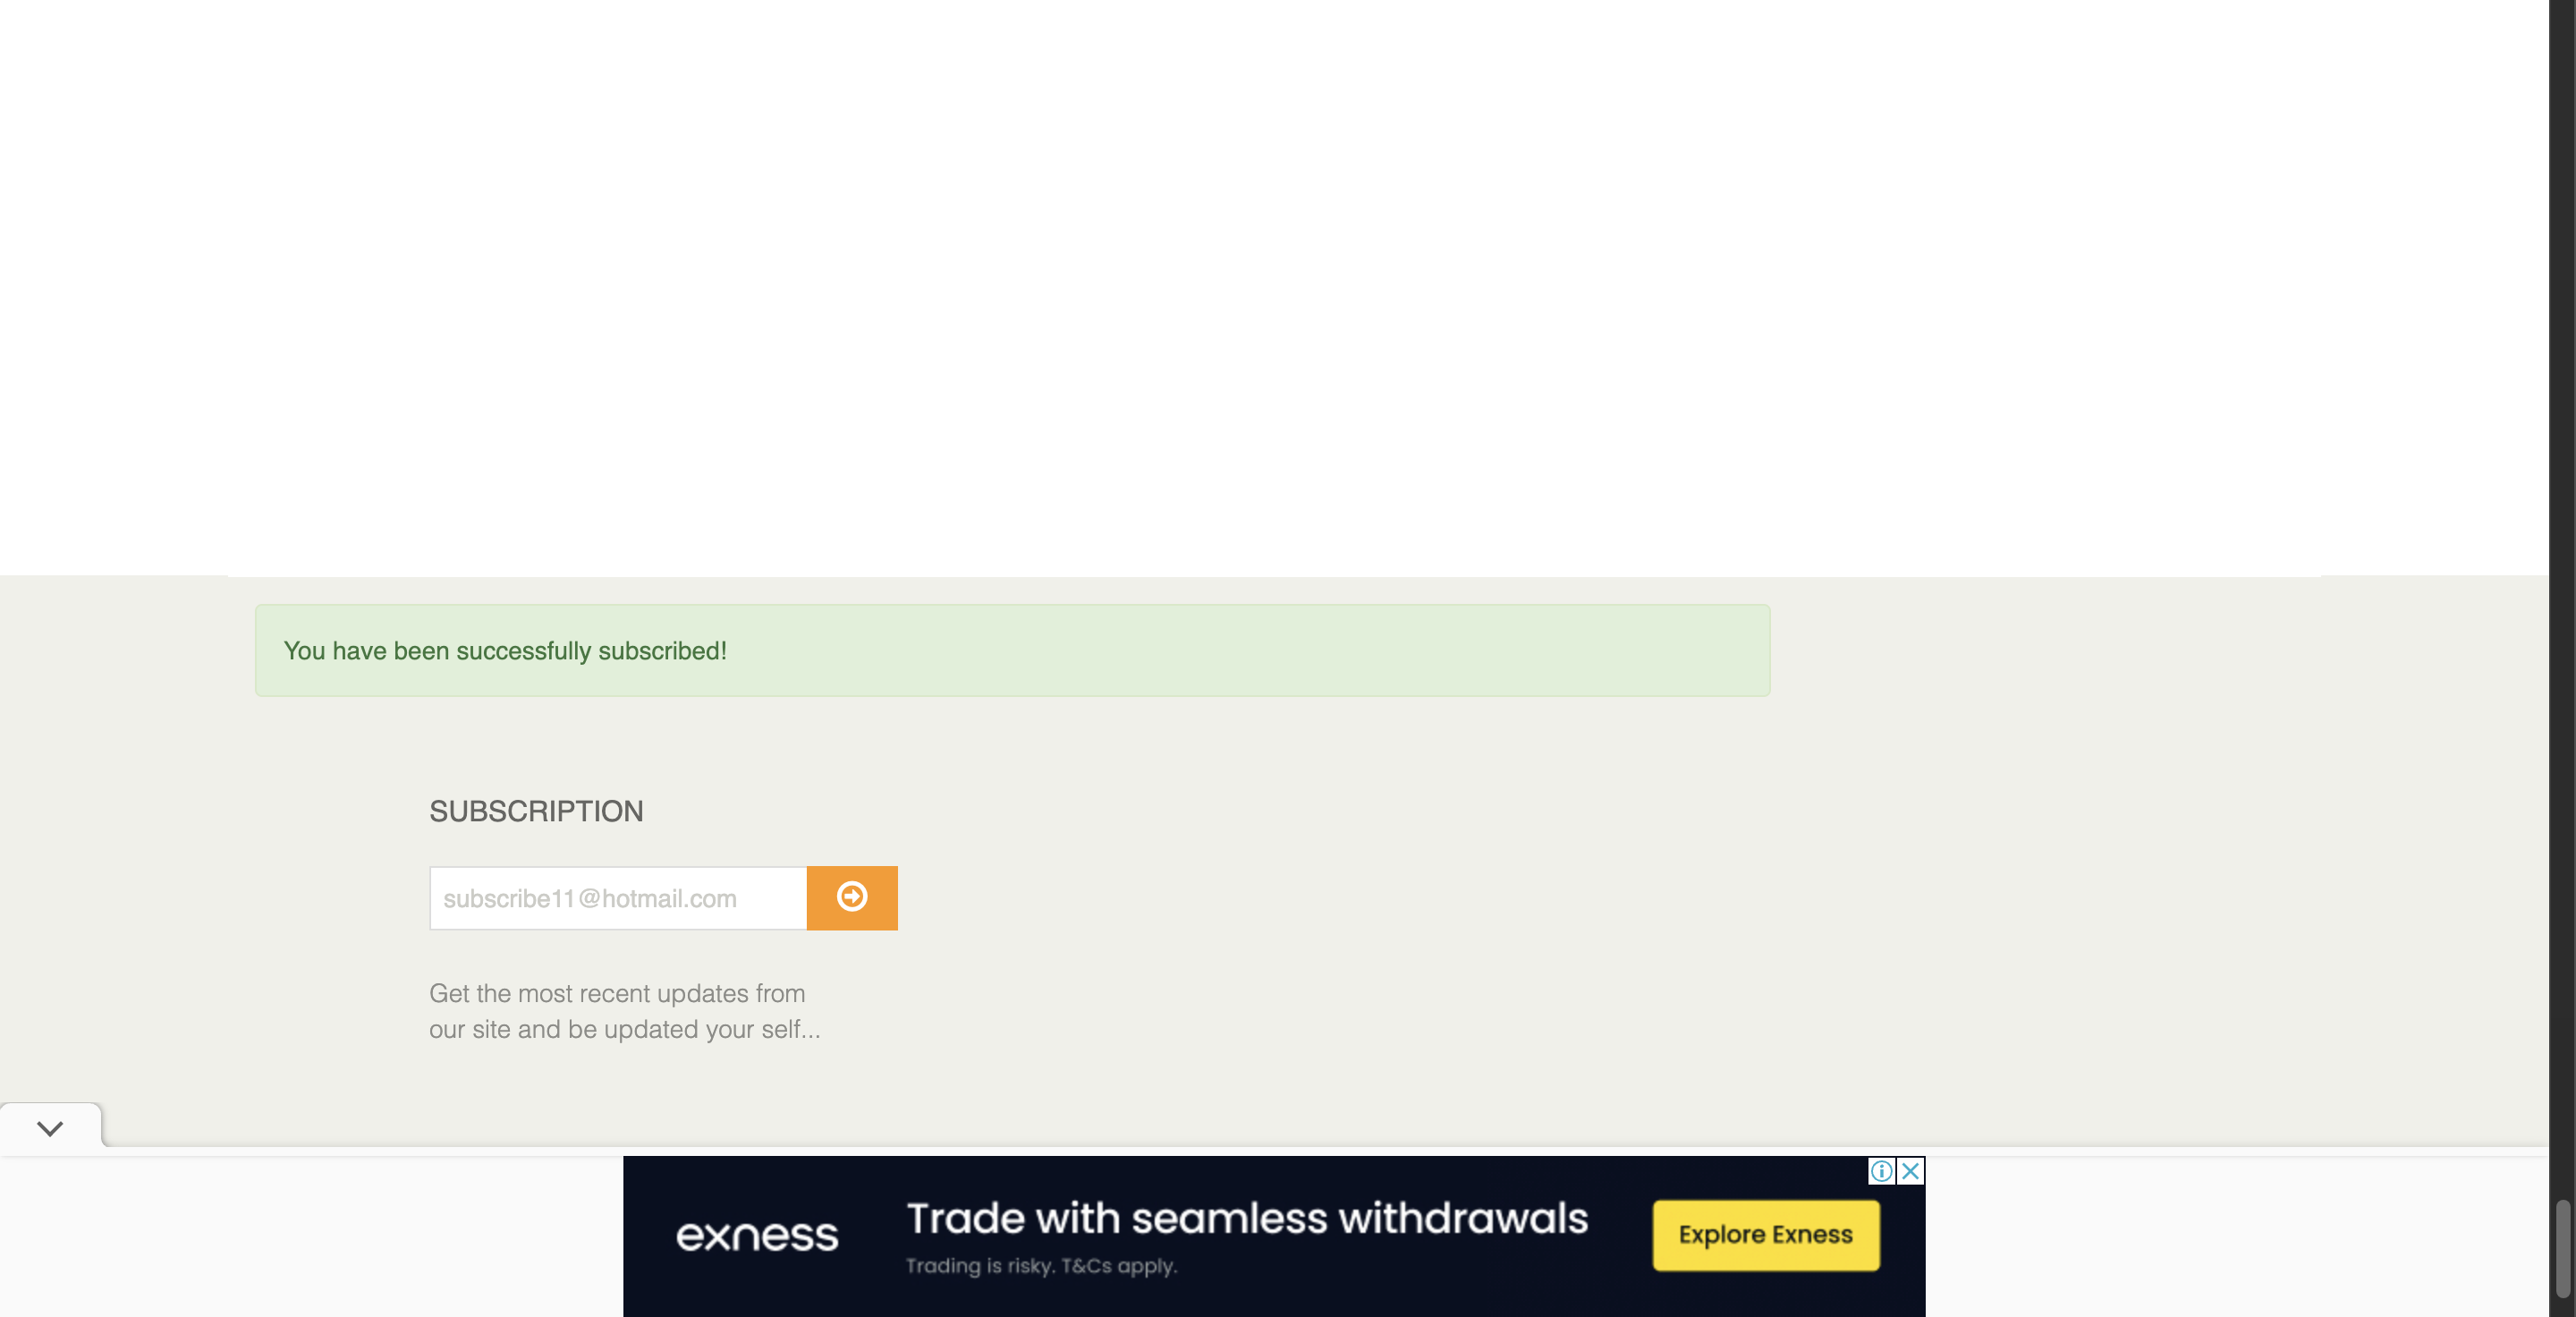 You have been successfully subscribed!
SUBSCRIPTION
subscribe11@hotmail.com
Get the most recent updates from
our site and be updated your self...
exness
Trade with seamless withdrawals
Trading is risky. T&Cs apply.
Explore Exness